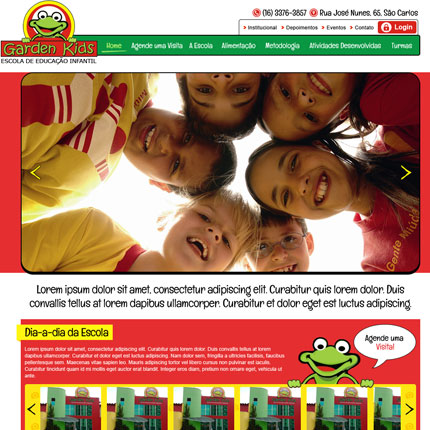 (16) 3376-3857 Rua José Nunes, 65, São Carlos
Institucional Depoimentos Eventos Contato Login
Garden Kids
ESCOLA DE EDUCAÇÃO INFANTIL
Home Agende uma Visita A Escola Alimentação Metodologia Atividades Desenvolvidas Turmas
Gente Miúda
Lorem ipsum dolor sit amet, consectetur adipiscing elit. Curabitur quis lorem dolor. Duis
convallis tellus at lorem dapibus ullamcorper. Curabitur et dolor eget est luctus adipiscing.
Dia-a-dia da Escola
Lorem ipsum dolor sit amet, consectetur adipiscing elit. Curabitur quis lorem dolor. Duis convallis tellus at lorem dapibus
ullamcorper. Curabitur et dolor eget est luctus adipiscing. Nam dolor sem, fringilla a ultricies facilisis, faucibus
pellentesque sem. Maecenas vitae sapien leo. Mauris adipiscing tortor vel libero cursus non pulvinar est iaculis.
Curabitur tincidunt quam id mi mollis eget auctor erat blandit. Integer eros diam, pretium non ornare eget, vehicula ut
ante.
Agende uma
Visita!